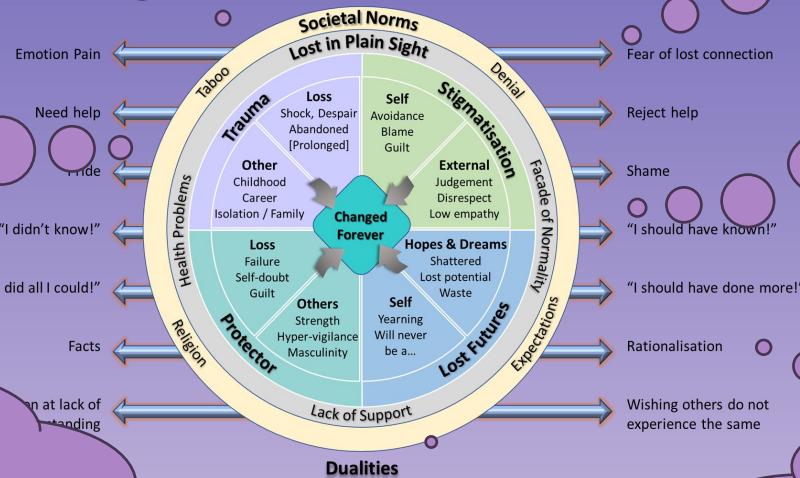 Societal Norms
Lost in Plain Sight
Taboo
Denial
Health Problems
Facade of Normality
Religion
Expectations
Lack of Support
Trauma
Loss
Shock, Despair
Abandoned
[Prolonged]
Other
Childhood
Career
Isolation / Family
Stigmatisation
Self
Avoidance
Blame
Guilt
External
Judgement
Disrespect
Low empathy
Changed
Forever
Protector
Loss
Failure
Self-doubt
Guilt
Others
Strength
Hyper-vigilance
Masculinity
Lost Futures
Hopes & Dreams
Shattered
Lost potential
Waste
Self
Yearning
Will never
be a...
Emotion Pain
Fear of lost connection
Need help
Reject help
Shame
“I didn’t know!”
“I should have known!”
did all I could!”
“I should have done more!”
Facts
Rationalisation
at lack of
Wishing others do not
experience the same
Dualities